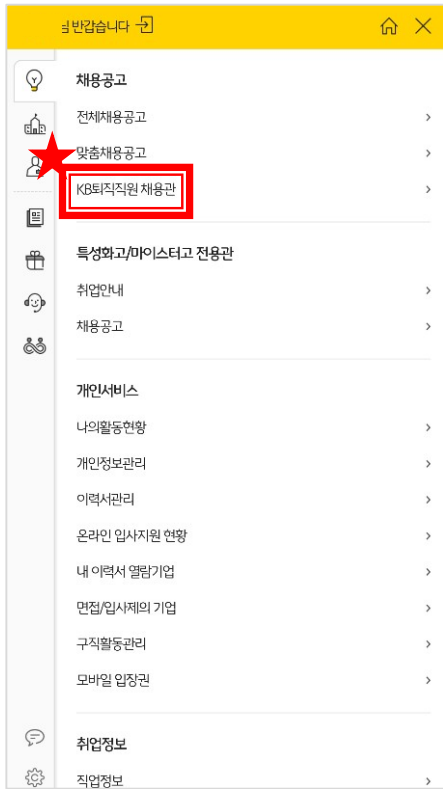 님 반갑습니다
채용공고
전체채용공고
맞춤채용공고
KB퇴직직원 채용관
특성화고/마이스터고 전용관
취업안내
채용공고
개인서비스
나의활동현황
개인정보관리
이력서관리
온라인 입사지원 현황
내 이력서 열람기업
면접/입사제의 기업
구직활동관리
모바일 입장권
취업정보
직업정보